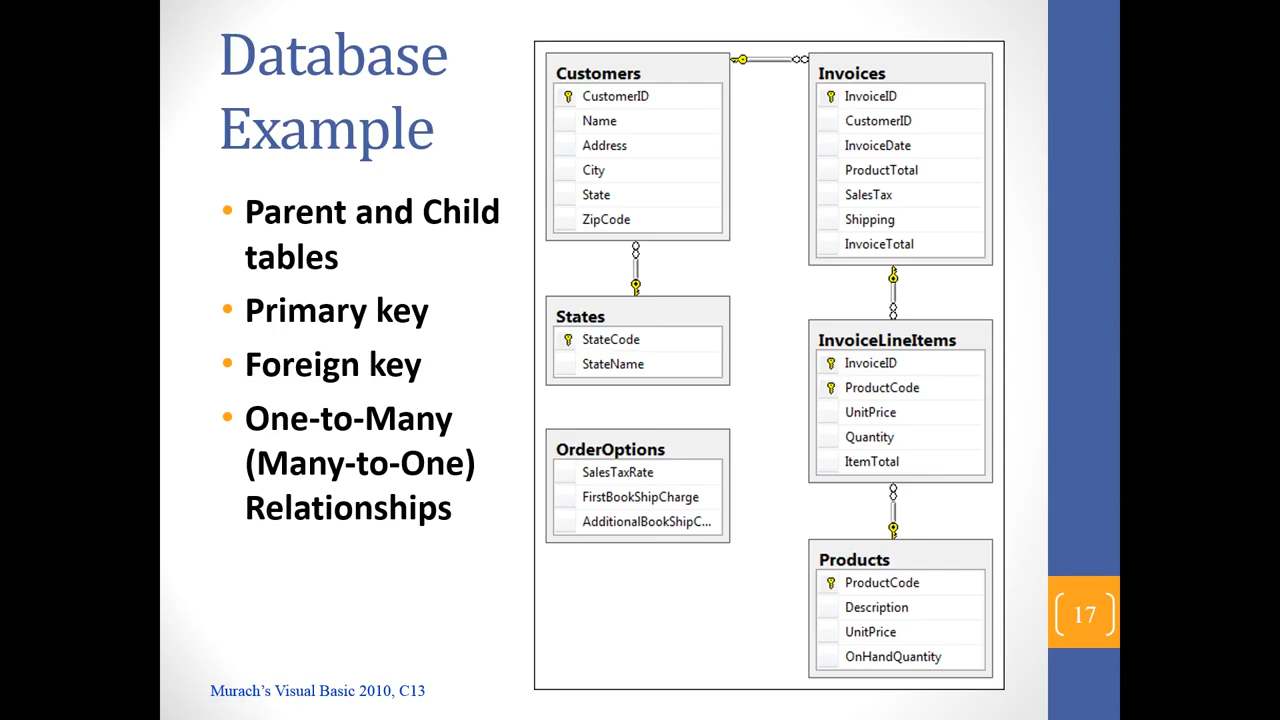 Database
Example
• Parent and Child
tables
• Primary key
• Foreign key
• One-to-Many
(Many-to-One)
Relationships
Customers
CustomerID
Name
Address
City
State
ZipCode
States
StateCode
StateName
OrderOptions
SalesTaxRate
FirstBookShipCharge
AdditionalBookShipC...
Invoices
InvoiceID
CustomerID
InvoiceDate
ProductTotal
SalesTax
Shipping
InvoiceTotal
InvoiceLineItems
InvoiceID
ProductCode
UnitPrice
Quantity
ItemTotal
Products
ProductCode
Description
UnitPrice
OnHandQuantity
17
Murach's Visual Basic 2010, C13